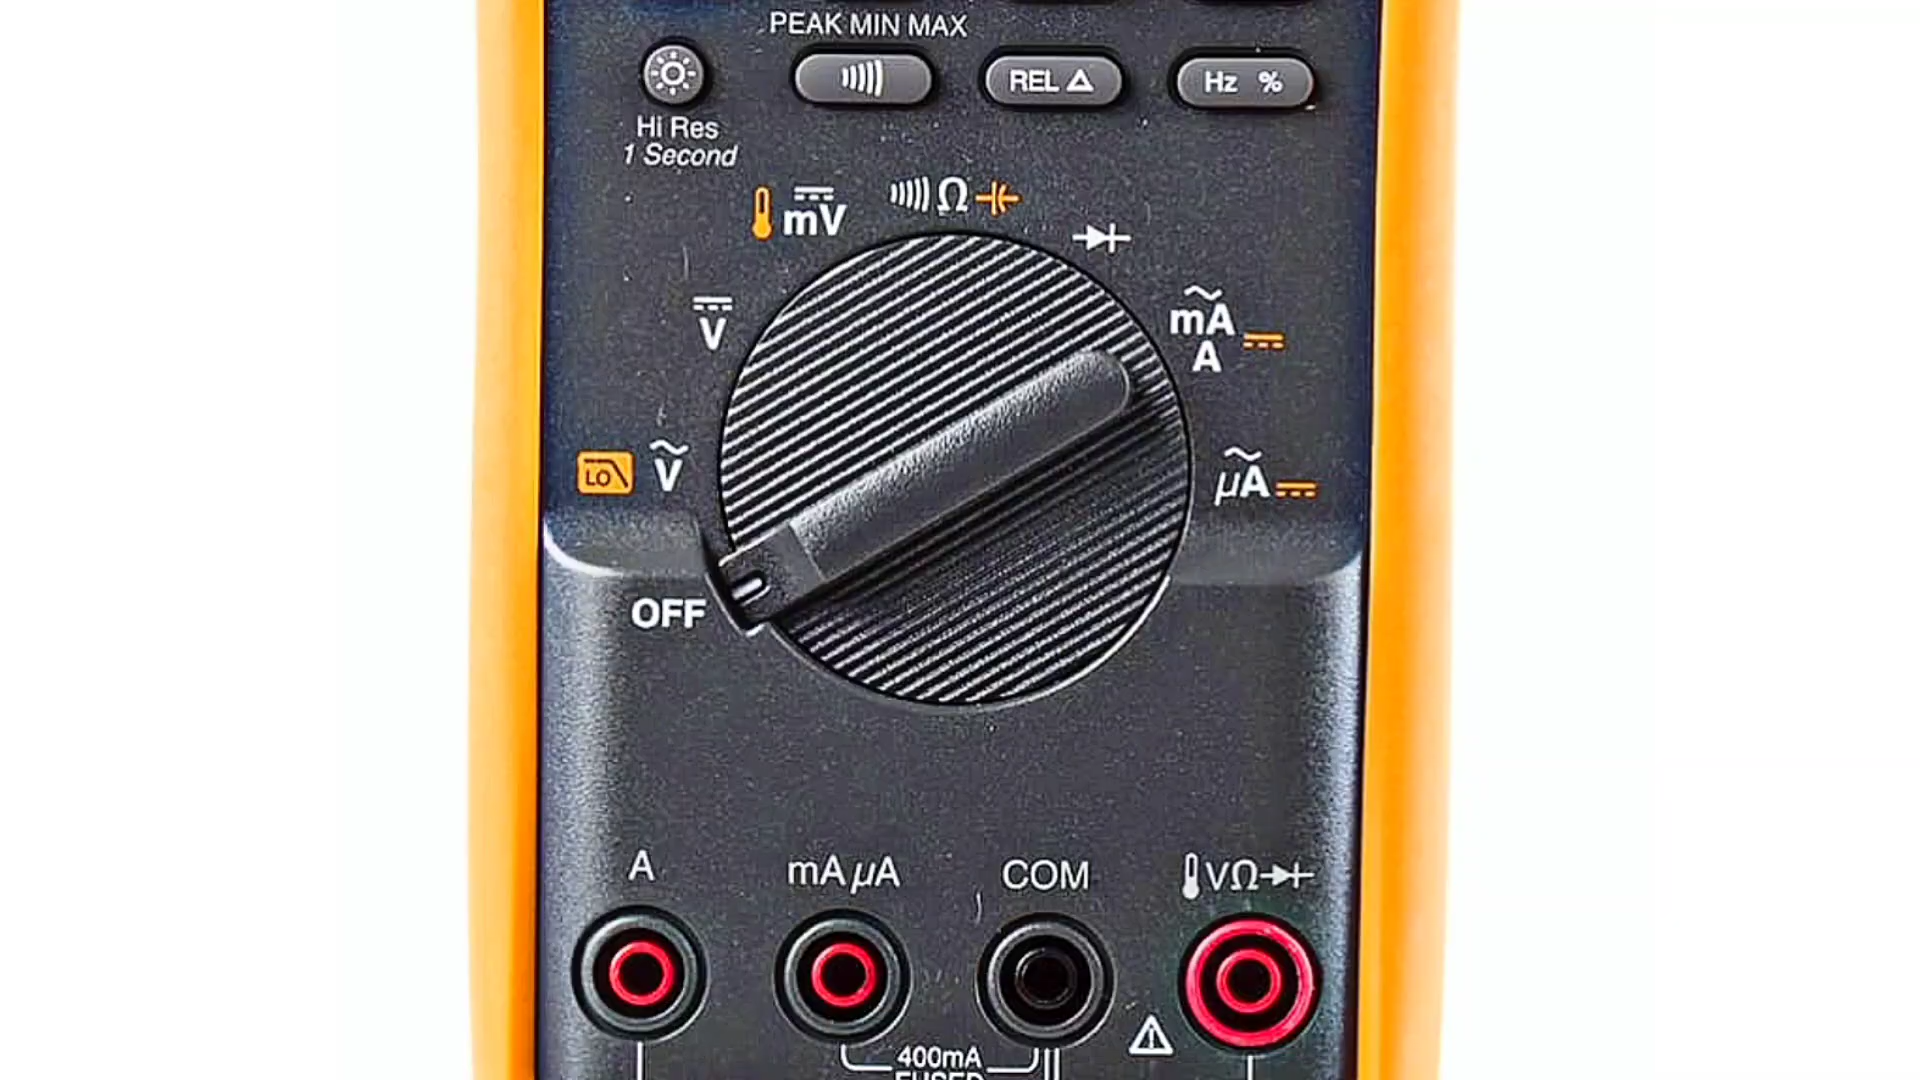 PEAK MIN MAX
REL Δ
Hz %
Hi Res
1 Second
mV
Ω
V
mA
A
LO
V
µA
OFF
A
mA µA
COM
VΩ
400mA
FUSED